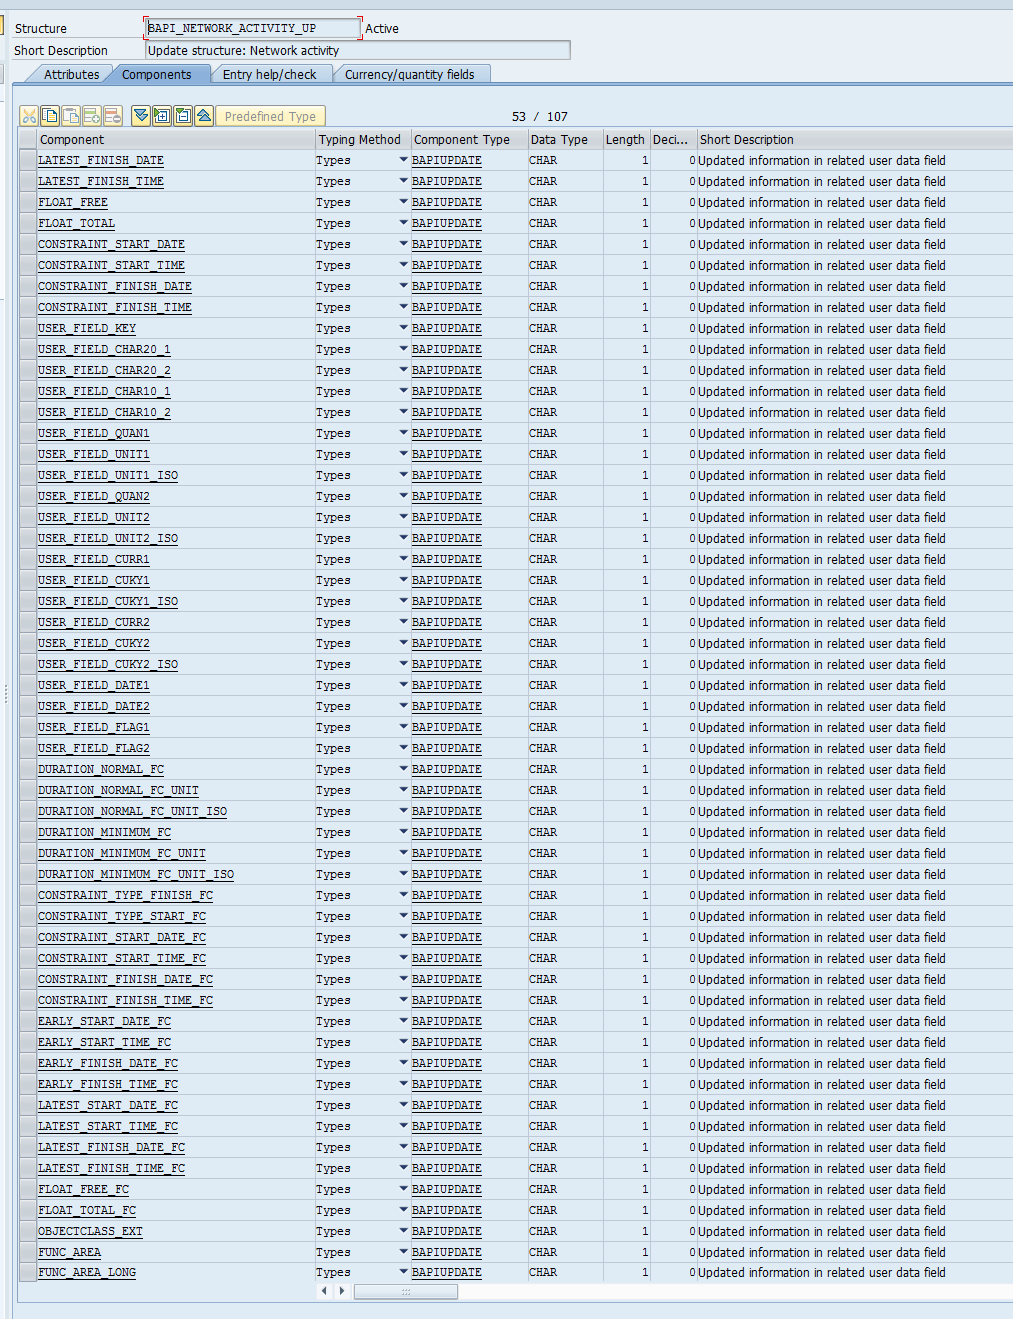 Structure BAPI_NETWORK_ACTIVITY_UP Active
Short Description Update structure: Network activity
Attributes Components Entry help/check Currency/quantity fields
Predefined Type 53 / 107
Component Typing Method Component Type Data Type Length Deci... Short Description
LATEST_FINISH_DATE Types BAPIUPDATE CHAR 1 0 Updated information in related user data field
LATEST_FINISH_TIME Types BAPIUPDATE CHAR 1 0 Updated information in related user data field
FLOAT_FREE Types BAPIUPDATE CHAR 1 0 Updated information in related user data field
FLOAT_TOTAL Types BAPIUPDATE CHAR 1 0 Updated information in related user data field
CONSTRAINT_START_DATE Types BAPIUPDATE CHAR 1 0 Updated information in related user data field
CONSTRAINT_START_TIME Types BAPIUPDATE CHAR 1 0 Updated information in related user data field
CONSTRAINT_FINISH_DATE Types BAPIUPDATE CHAR 1 0 Updated information in related user data field
CONSTRAINT_FINISH_TIME Types BAPIUPDATE CHAR 1 0 Updated information in related user data field
USER_FIELD_KEY Types BAPIUPDATE CHAR 1 0 Updated information in related user data field
USER_FIELD_CHAR20_1 Types BAPIUPDATE CHAR 1 0 Updated information in related user data field
USER_FIELD_CHAR20_2 Types BAPIUPDATE CHAR 1 0 Updated information in related user data field
USER_FIELD_CHAR10_1 Types BAPIUPDATE CHAR 1 0 Updated information in related user data field
USER_FIELD_CHAR10_2 Types BAPIUPDATE CHAR 1 0 Updated information in related user data field
USER_FIELD_QUAN1 Types BAPIUPDATE CHAR 1 0 Updated information in related user data field
USER_FIELD_UNIT1 Types BAPIUPDATE CHAR 1 0 Updated information in related user data field
USER_FIELD_UNIT1_ISO Types BAPIUPDATE CHAR 1 0 Updated information in related user data field
USER_FIELD_QUAN2 Types BAPIUPDATE CHAR 1 0 Updated information in related user data field
USER_FIELD_UNIT2 Types BAPIUPDATE CHAR 1 0 Updated information in related user data field
USER_FIELD_UNIT2_ISO Types BAPIUPDATE CHAR 1 0 Updated information in related user data field
USER_FIELD_CURR1 Types BAPIUPDATE CHAR 1 0 Updated information in related user data field
USER_FIELD_CUKY1 Types BAPIUPDATE CHAR 1 0 Updated information in related user data field
USER_FIELD_CUKY1_ISO Types BAPIUPDATE CHAR 1 0 Updated information in related user data field
USER_FIELD_CURR2 Types BAPIUPDATE CHAR 1 0 Updated information in related user data field
USER_FIELD_CUKY2 Types BAPIUPDATE CHAR 1 0 Updated information in related user data field
USER_FIELD_CUKY2_ISO Types BAPIUPDATE CHAR 1 0 Updated information in related user data field
USER_FIELD_DATE1 Types BAPIUPDATE CHAR 1 0 Updated information in related user data field
USER_FIELD_DATE2 Types BAPIUPDATE CHAR 1 0 Updated information in related user data field
USER_FIELD_FLAG1 Types BAPIUPDATE CHAR 1 0 Updated information in related user data field
USER_FIELD_FLAG2 Types BAPIUPDATE CHAR 1 0 Updated information in related user data field
DURATION_NORMAL_FC Types BAPIUPDATE CHAR 1 0 Updated information in related user data field
DURATION_NORMAL_FC_UNIT Types BAPIUPDATE CHAR 1 0 Updated information in related user data field
DURATION_NORMAL_FC_UNIT_ISO Types BAPIUPDATE CHAR 1 0 Updated information in related user data field
DURATION_MINIMUM_FC Types BAPIUPDATE CHAR 1 0 Updated information in related user data field
DURATION_MINIMUM_FC_UNIT Types BAPIUPDATE CHAR 1 0 Updated information in related user data field
DURATION_MINIMUM_FC_UNIT_ISO Types BAPIUPDATE CHAR 1 0 Updated information in related user data field
CONSTRAINT_TYPE_FINISH_FC Types BAPIUPDATE CHAR 1 0 Updated information in related user data field
CONSTRAINT_TYPE_START_FC Types BAPIUPDATE CHAR 1 0 Updated information in related user data field
CONSTRAINT_START_DATE_FC Types BAPIUPDATE CHAR 1 0 Updated information in related user data field
CONSTRAINT_START_TIME_FC Types BAPIUPDATE CHAR 1 0 Updated information in related user data field
CONSTRAINT_FINISH_DATE_FC Types BAPIUPDATE CHAR 1 0 Updated information in related user data field
CONSTRAINT_FINISH_TIME_FC Types BAPIUPDATE CHAR 1 0 Updated information in related user data field
EARLY_START_DATE_FC Types BAPIUPDATE CHAR 1 0 Updated information in related user data field
EARLY_START_TIME_FC Types BAPIUPDATE CHAR 1 0 Updated information in related user data field
EARLY_FINISH_DATE_FC Types BAPIUPDATE CHAR 1 0 Updated information in related user data field
EARLY_FINISH_TIME_FC Types BAPIUPDATE CHAR 1 0 Updated information in related user data field
LATEST_START_DATE_FC Types BAPIUPDATE CHAR 1 0 Updated information in related user data field
LATEST_START_TIME_FC Types BAPIUPDATE CHAR 1 0 Updated information in related user data field
LATEST_FINISH_DATE_FC Types BAPIUPDATE CHAR 1 0 Updated information in related user data field
LATEST_FINISH_TIME_FC Types BAPIUPDATE CHAR 1 0 Updated information in related user data field
FLOAT_FREE_FC Types BAPIUPDATE CHAR 1 0 Updated information in related user data field
FLOAT_TOTAL_FC Types BAPIUPDATE CHAR 1 0 Updated information in related user data field
OBJECTCLASS_EXT Types BAPIUPDATE CHAR 1 0 Updated information in related user data field
FUNC_AREA Types BAPIUPDATE CHAR 1 0 Updated information in related user data field
FUNC_AREA_LONG Types BAPIUPDATE CHAR 1 0 Updated information in related user data field